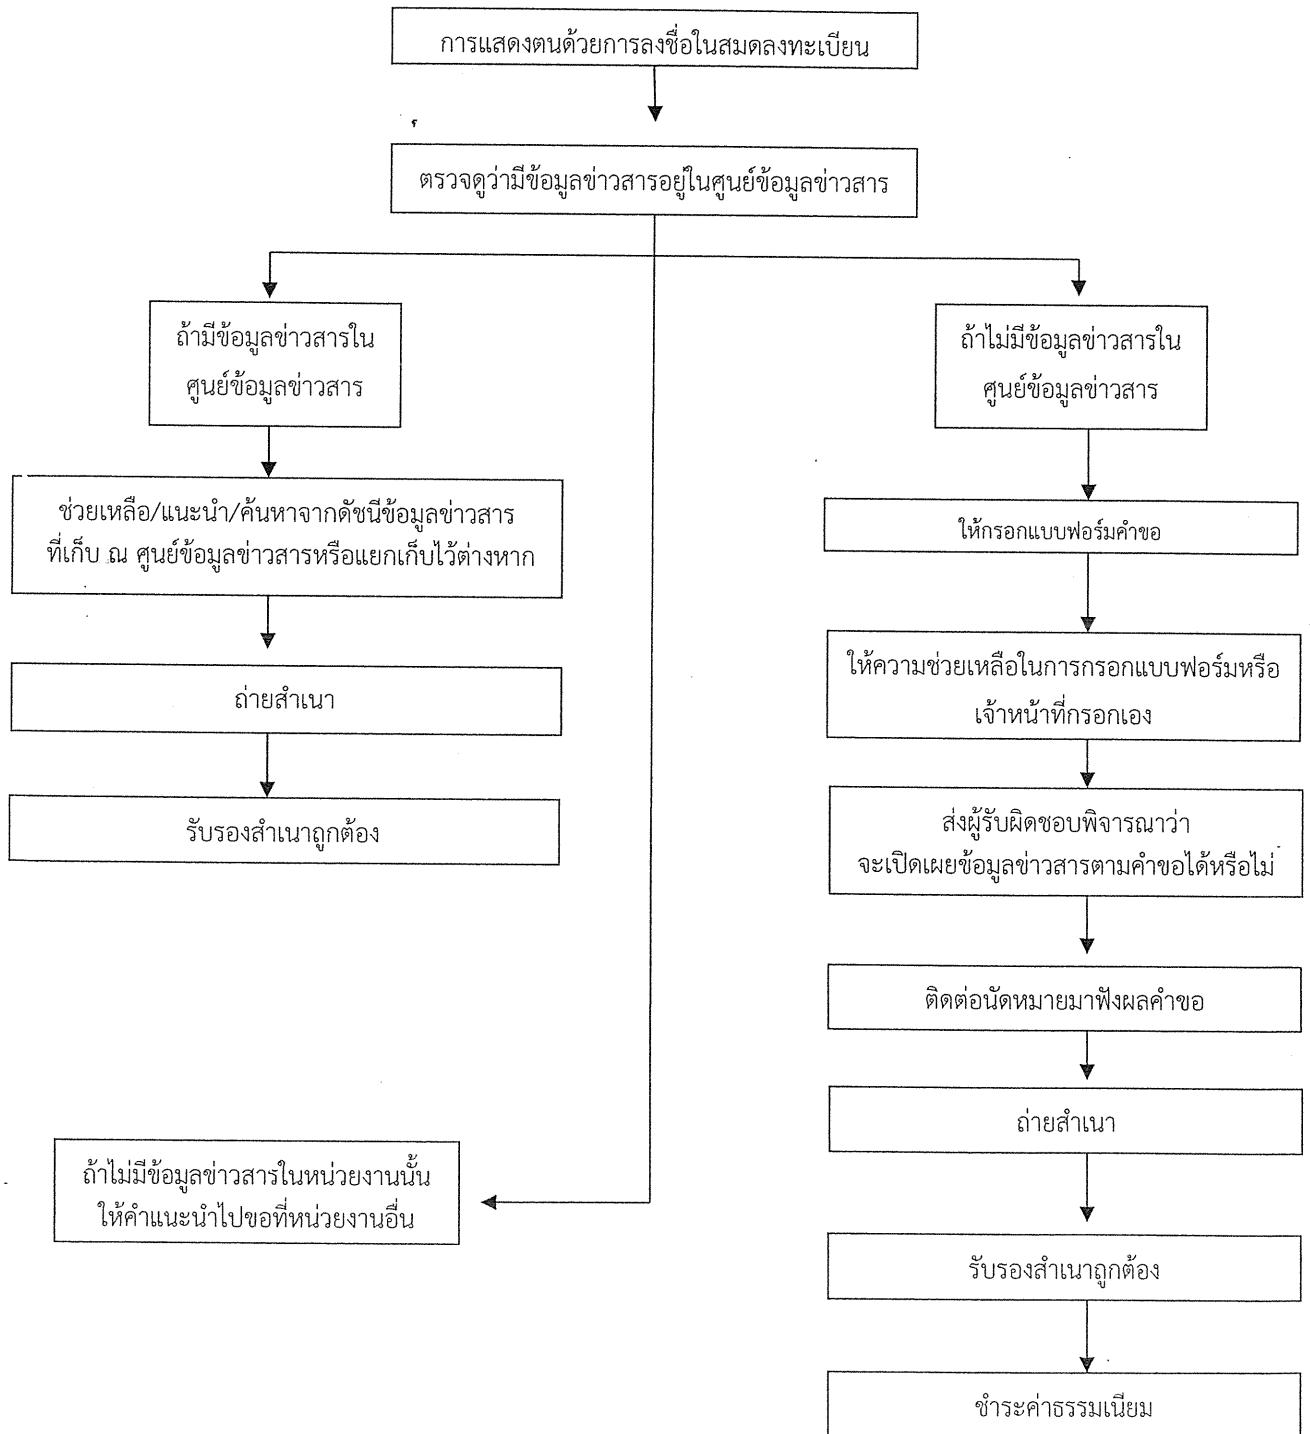 การแสดงตนด้วยการลงชื่อในสมดลงทะเบียน
ตรวจดูว่ามีข้อมูลข่าวสารอยู่ในศูนย์ข้อมูลข่าวสาร
ถ้ามีข้อมูลข่าวสารใน
ศูนย์ข้อมูลข่าวสาร
ช่วยเหลือ/แนะนำ/ค้นหาจากดัชนีข้อมูลข่าวสาร
ที่เก็บ ณ ศูนย์ข้อมูลข่าวสารหรือแยกเก็บไว้ต่างหาก
ถ่ายสำเนา
รับรองสำเนาถูกต้อง
ถ้าไม่มีข้อมูลข่าวสารในหน่วยงานนั้น
ให้คำแนะนำไปขอที่หน่วยงานอื่น
ถ้าไม่มีข้อมูลข่าวสารใน
ศูนย์ข้อมูลข่าวสาร
ให้กรอกแบบฟอร์มคำขอ
ให้ความช่วยเหลือในการกรอกแบบฟอร์มหรือ
เจ้าหน้าที่กรอกเอง
ส่งผู้รับผิดชอบพิจารณาว่า
จะเปิดเผยข้อมูลข่าวสารตามคำขอได้หรือไม่
ติดต่อนัดหมายมาฟังผลคำขอ
ถ่ายสำเนา
รับรองสำเนาถูกต้อง
ชำระค่าธรรมเนียม